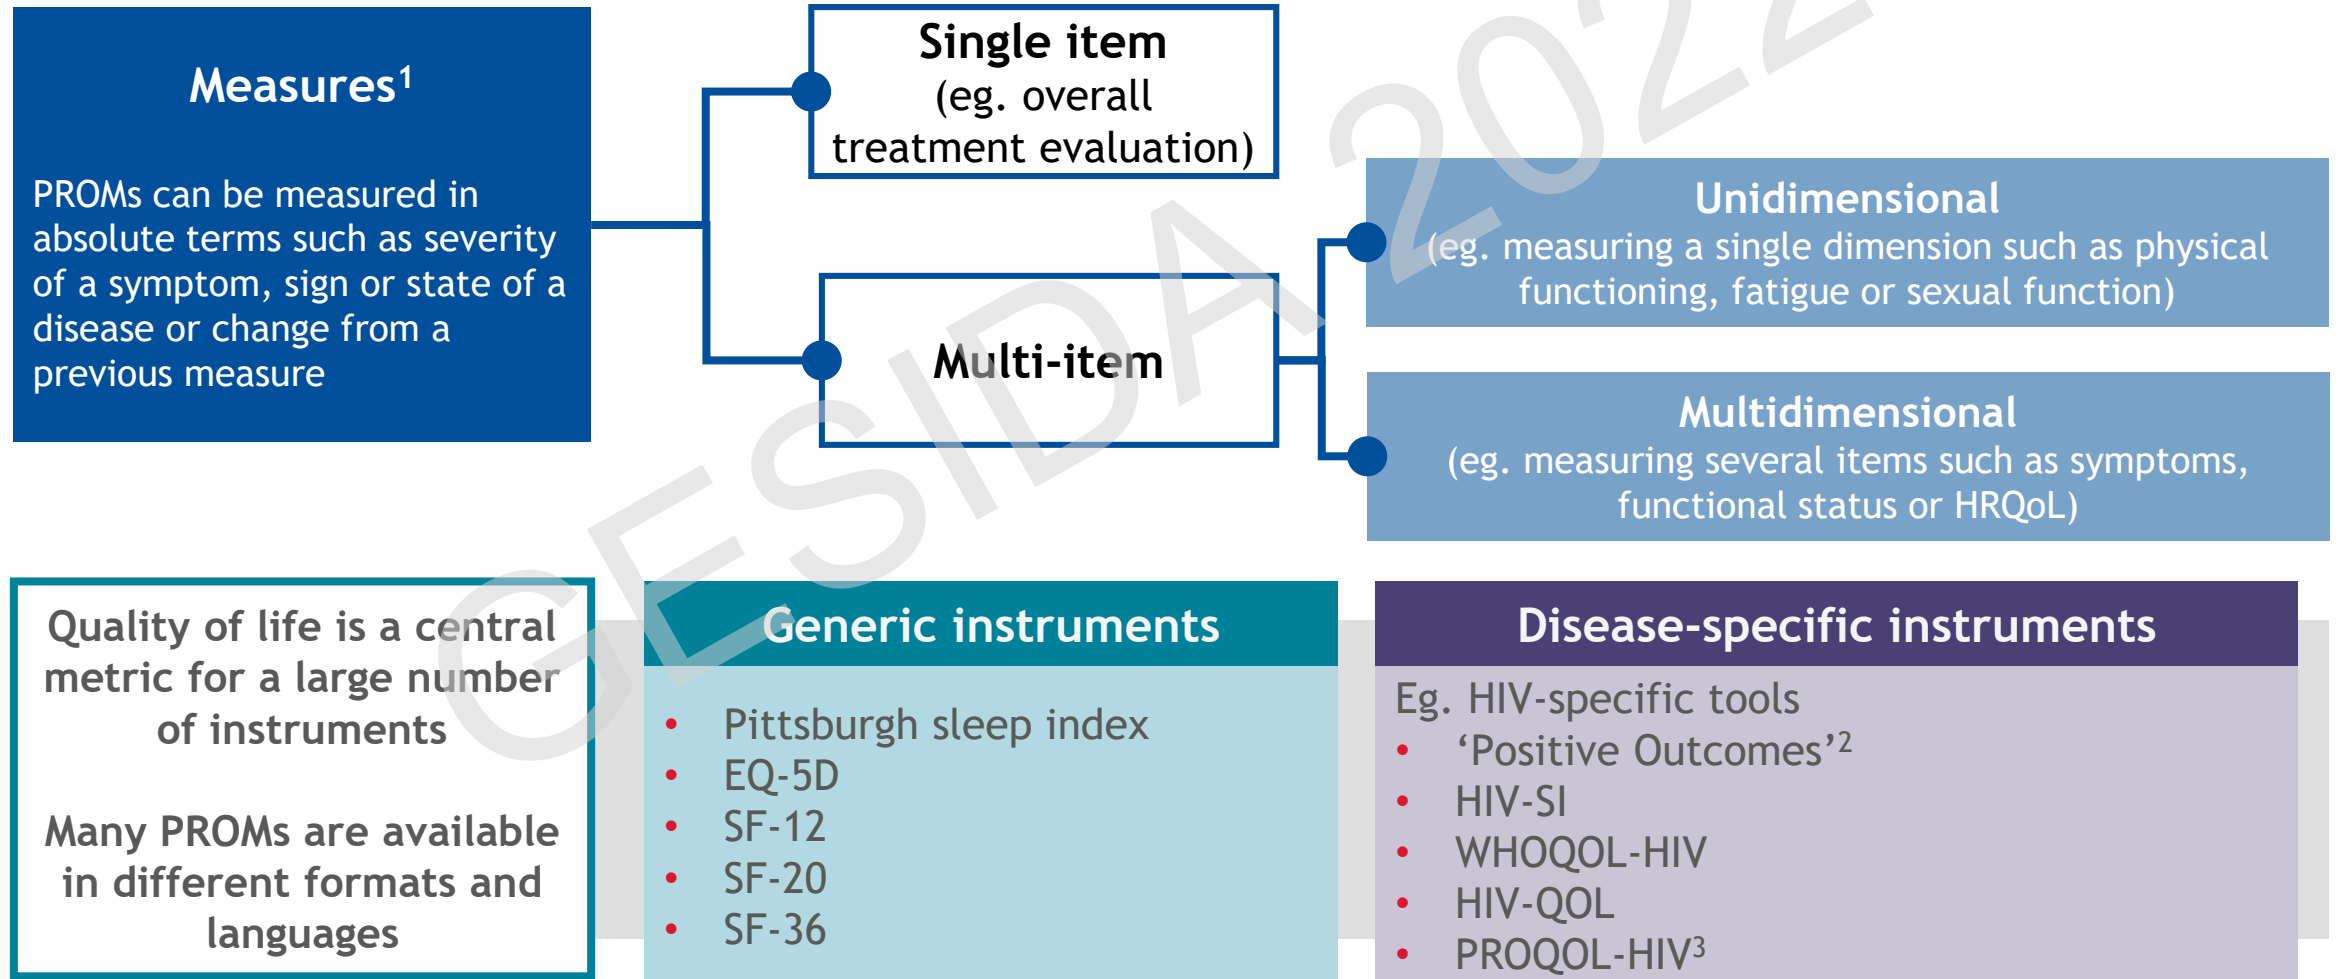 Measures¹
PROMs can be measured in
absolute terms such as severity
of a symptom, sign or state of a
disease or change from a
previous measure
Single item
(eg. overall
treatment evaluation)
Multi-item
Unidimensional
(eg. measuring a single dimension such as physical
functioning, fatigue or sexual function)
Multidimensional
(eg. measuring several items such as symptoms,
functional status or HRQoL)
Quality of life is a central
metric for a large number
of instruments
Many PROMs are available
in different formats and
languages
Generic instruments
• Pittsburgh sleep index
• EQ-5D
• SF-12
• SF-20
• SF-36
Disease-specific instruments
Eg. HIV-specific tools
• ‘Positive Outcomes’²
• HIV-SI
• WHOQOL-HIV
• HIV-QOL
• PROQOL-HIV³
GESIDA 2022